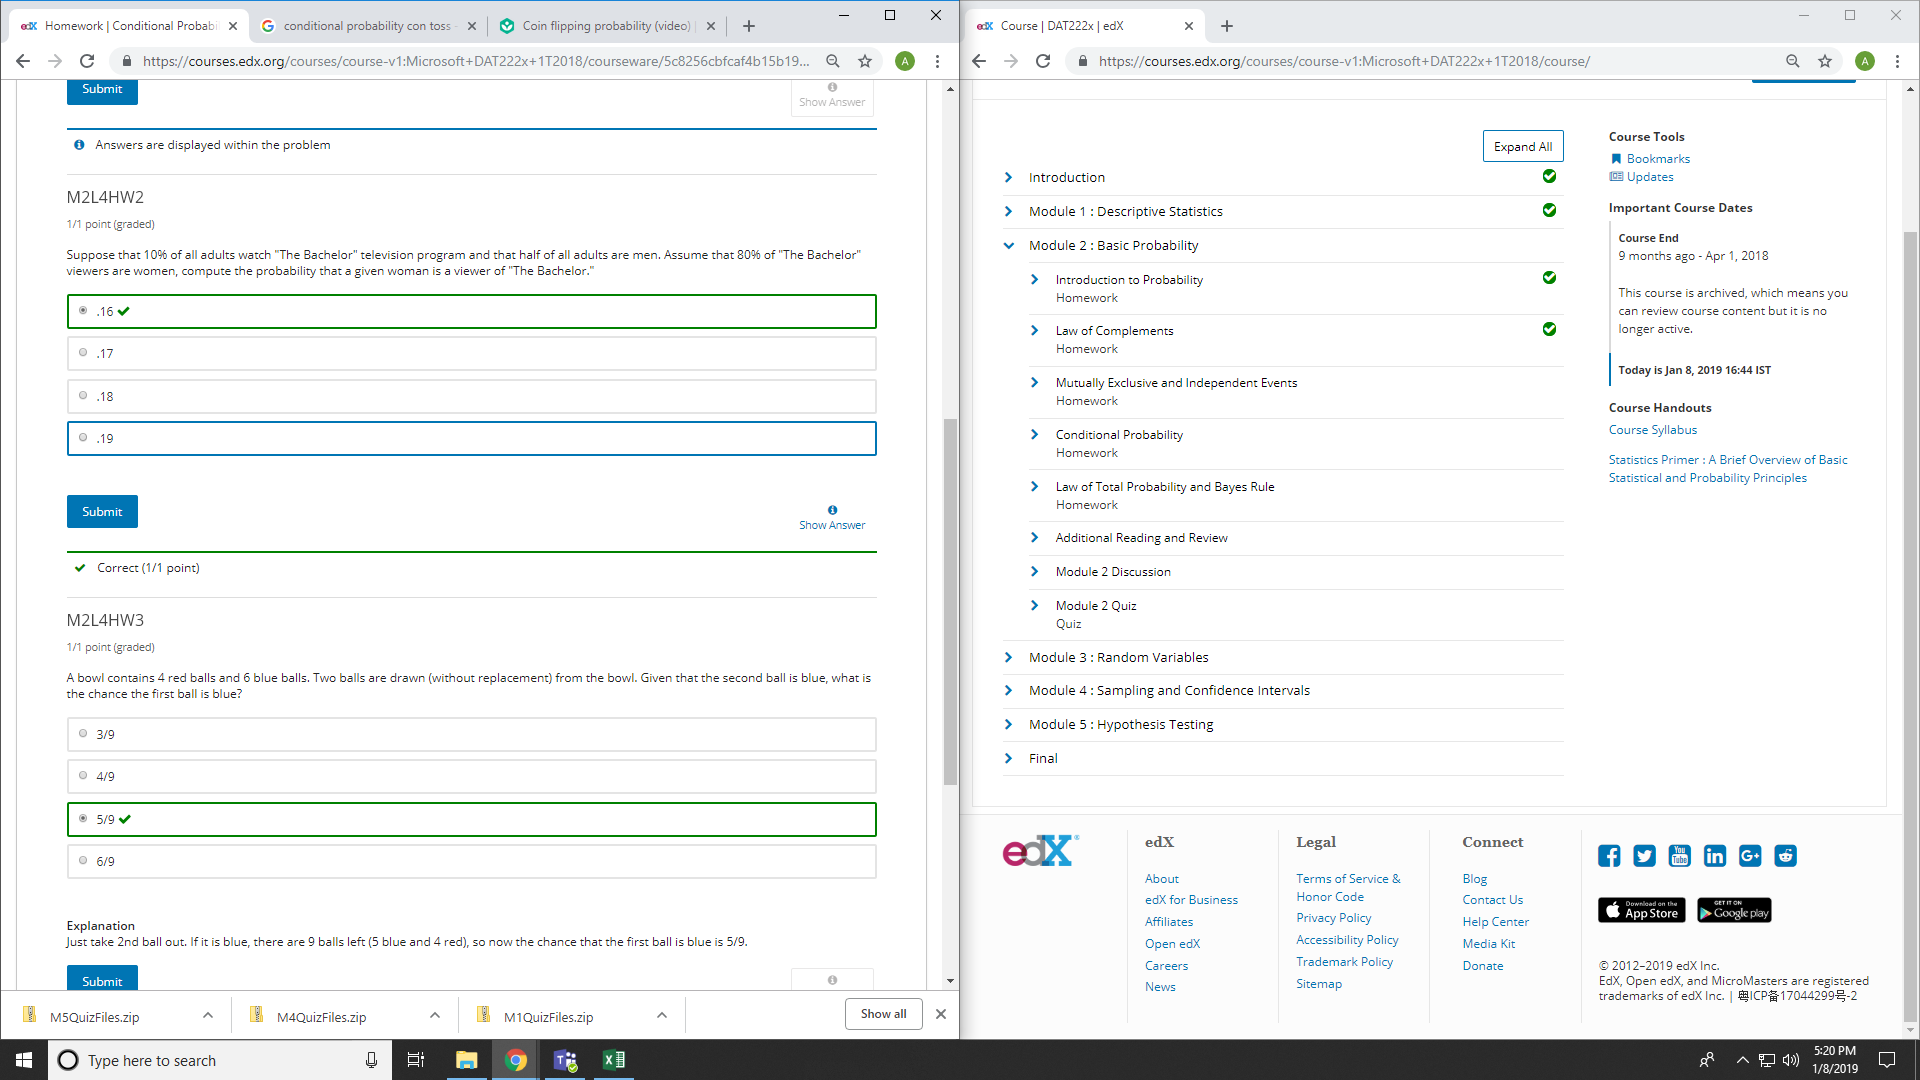 edX Homework | Conditional Probabi
conditional probability con toss -
Coin flipping probability (video) |
https://courses.edx.org/courses/course-v1:Microsoft+DAT222x+1T2018/courseware/5c8256cbfcaf4b15b19...
A
Submit
Show Answer
Answers are displayed within the problem
M2L4HW2
1/1 point (graded)
Suppose that 10% of all adults watch "The Bachelor" television program and that half of all adults are men. Assume that 80% of "The Bachelor"
viewers are women, compute the probability that a given woman is a viewer of "The Bachelor."
.16
.17
.18
.19
Submit
Show Answer
Correct (1/1 point)
M2L4HW3
1/1 point (graded)
A bowl contains 4 red balls and 6 blue balls. Two balls are drawn (without replacement) from the bowl. Given that the second ball is blue, what is
the chance the first ball is blue?
3/9
4/9
5/9
6/9
Explanation
Just take 2nd ball out. If it is blue, there are 9 balls left (5 blue and 4 red), so now the chance that the first ball is blue is 5/9.
Submit
M5QuizFiles.zip
M4QuizFiles.zip
M1QuizFiles.zip
Show all
edX Course | DAT222x | edX
https://courses.edx.org/courses/course-v1:Microsoft+DAT222x+1T2018/course/
A
Expand All
Introduction
Module 1 : Descriptive Statistics
Module 2 : Basic Probability
Introduction to Probability
Homework
Law of Complements
Homework
Mutually Exclusive and Independent Events
Homework
Conditional Probability
Homework
Law of Total Probability and Bayes Rule
Homework
Additional Reading and Review
Module 2 Discussion
Module 2 Quiz
Quiz
Module 3 : Random Variables
Module 4 : Sampling and Confidence Intervals
Module 5 : Hypothesis Testing
Final
Course Tools
Bookmarks
Updates
Important Course Dates
Course End
9 months ago - Apr 1, 2018
This course is archived, which means you
can review course content but it is no
longer active.
Today is Jan 8, 2019 16:44 IST
Course Handouts
Course Syllabus
Statistics Primer : A Brief Overview of Basic
Statistical and Probability Principles
edX
edX
About
edX for Business
Affiliates
Open edX
Careers
News
Legal
Terms of Service &
Honor Code
Privacy Policy
Accessibility Policy
Trademark Policy
Sitemap
Connect
Blog
Contact Us
Help Center
Media Kit
Donate
You
Tube
in
G+
Download on the
App Store
GET IT ON
Google play
© 2012–2019 edX Inc.
EdX, Open edX, and MicroMasters are registered
trademarks of edX Inc. | 粤ICP备17044299号-2
Type here to search
5:20 PM
1/8/2019